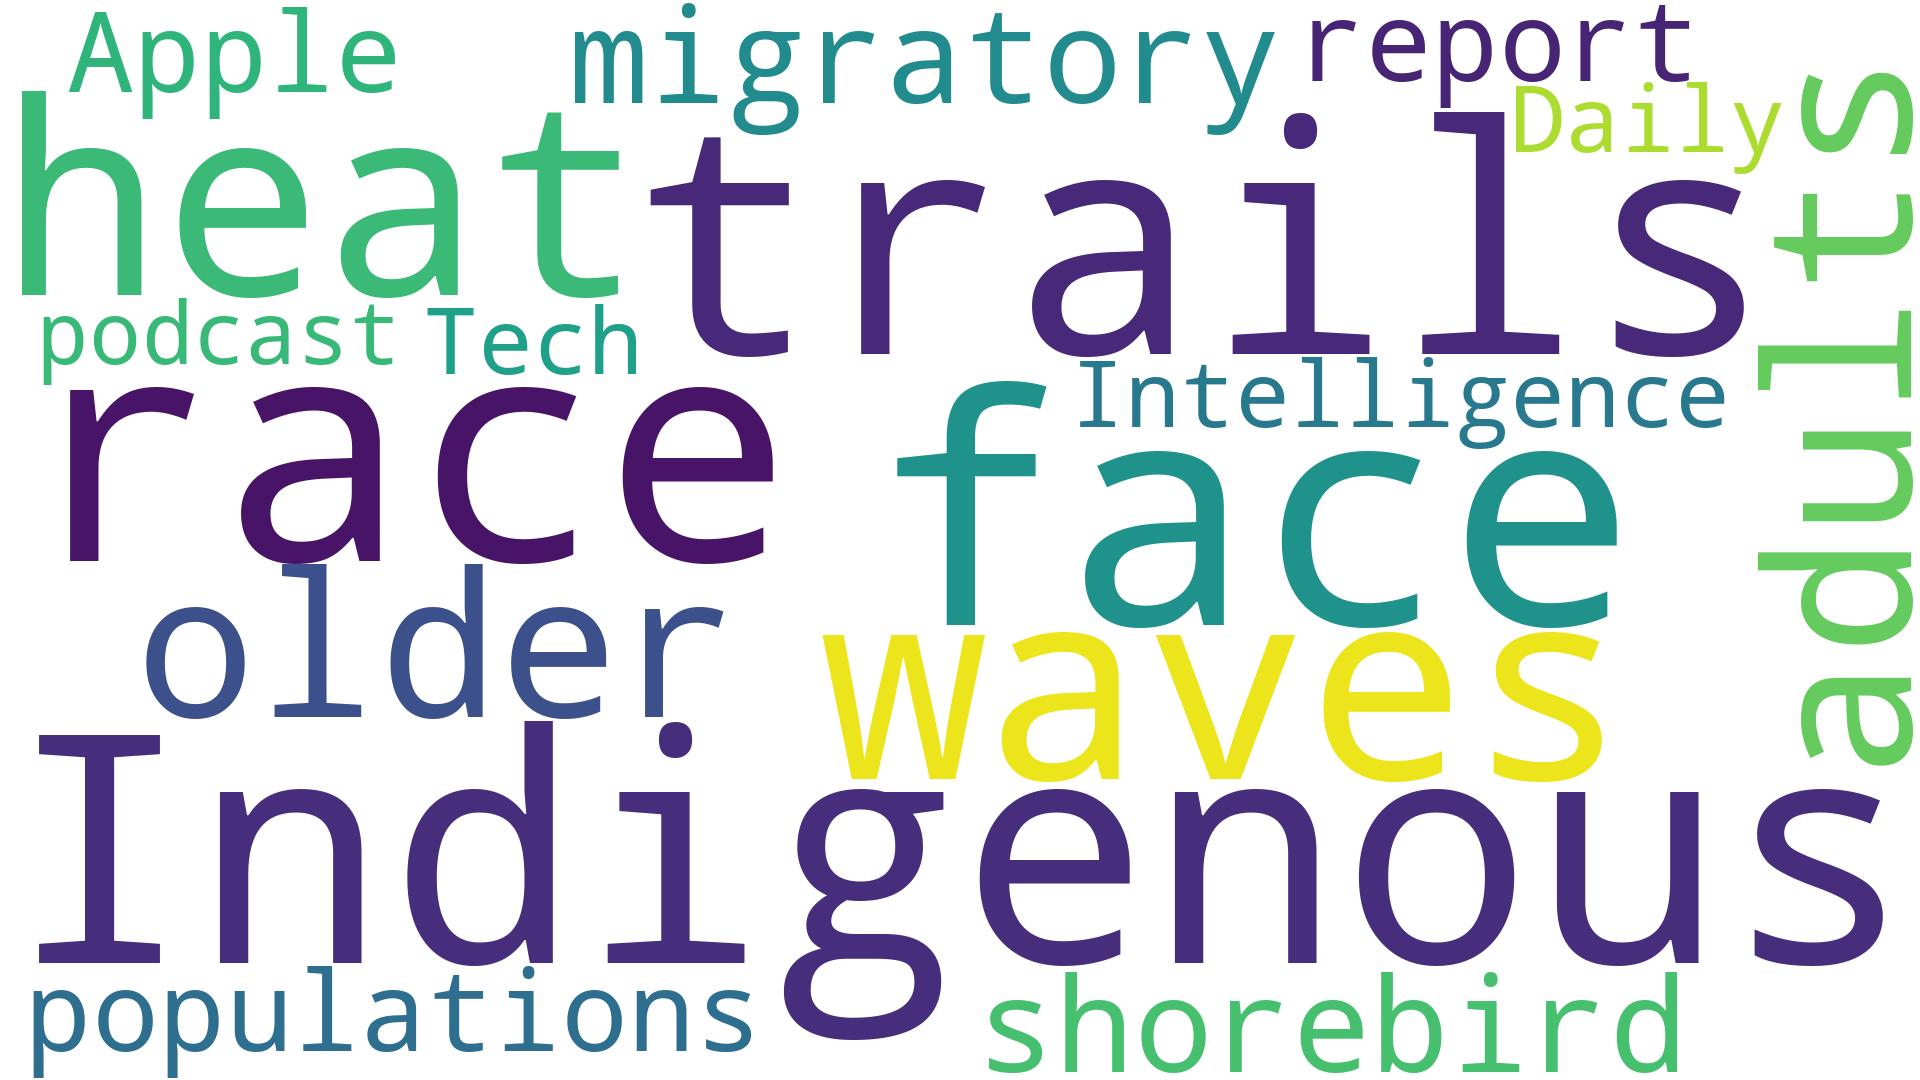 Apple
migratory
report
Daily
heat
trails
adults
podcast
Tech
Intelligence
race
face
older
waves
Indigenous
populations
shorebird